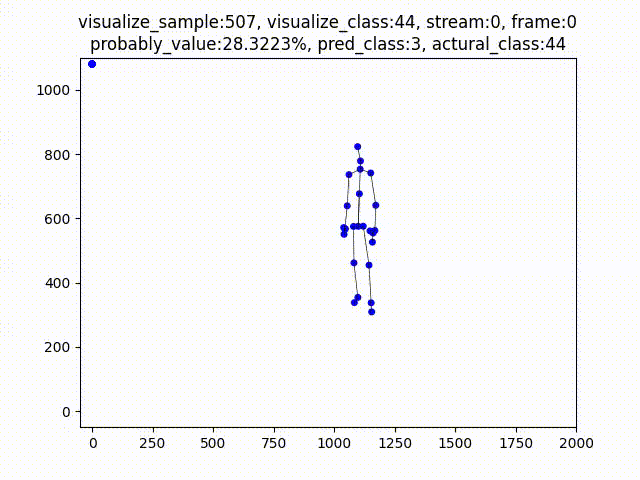 visualize_sample:507, visualize_class:44, stream:0, frame:0
probably_value:28.3223%, pred_class:3, actural_class:44
1000
800
600
400
200
0
0 250 500 750 1000 1250 1500 1750 2000